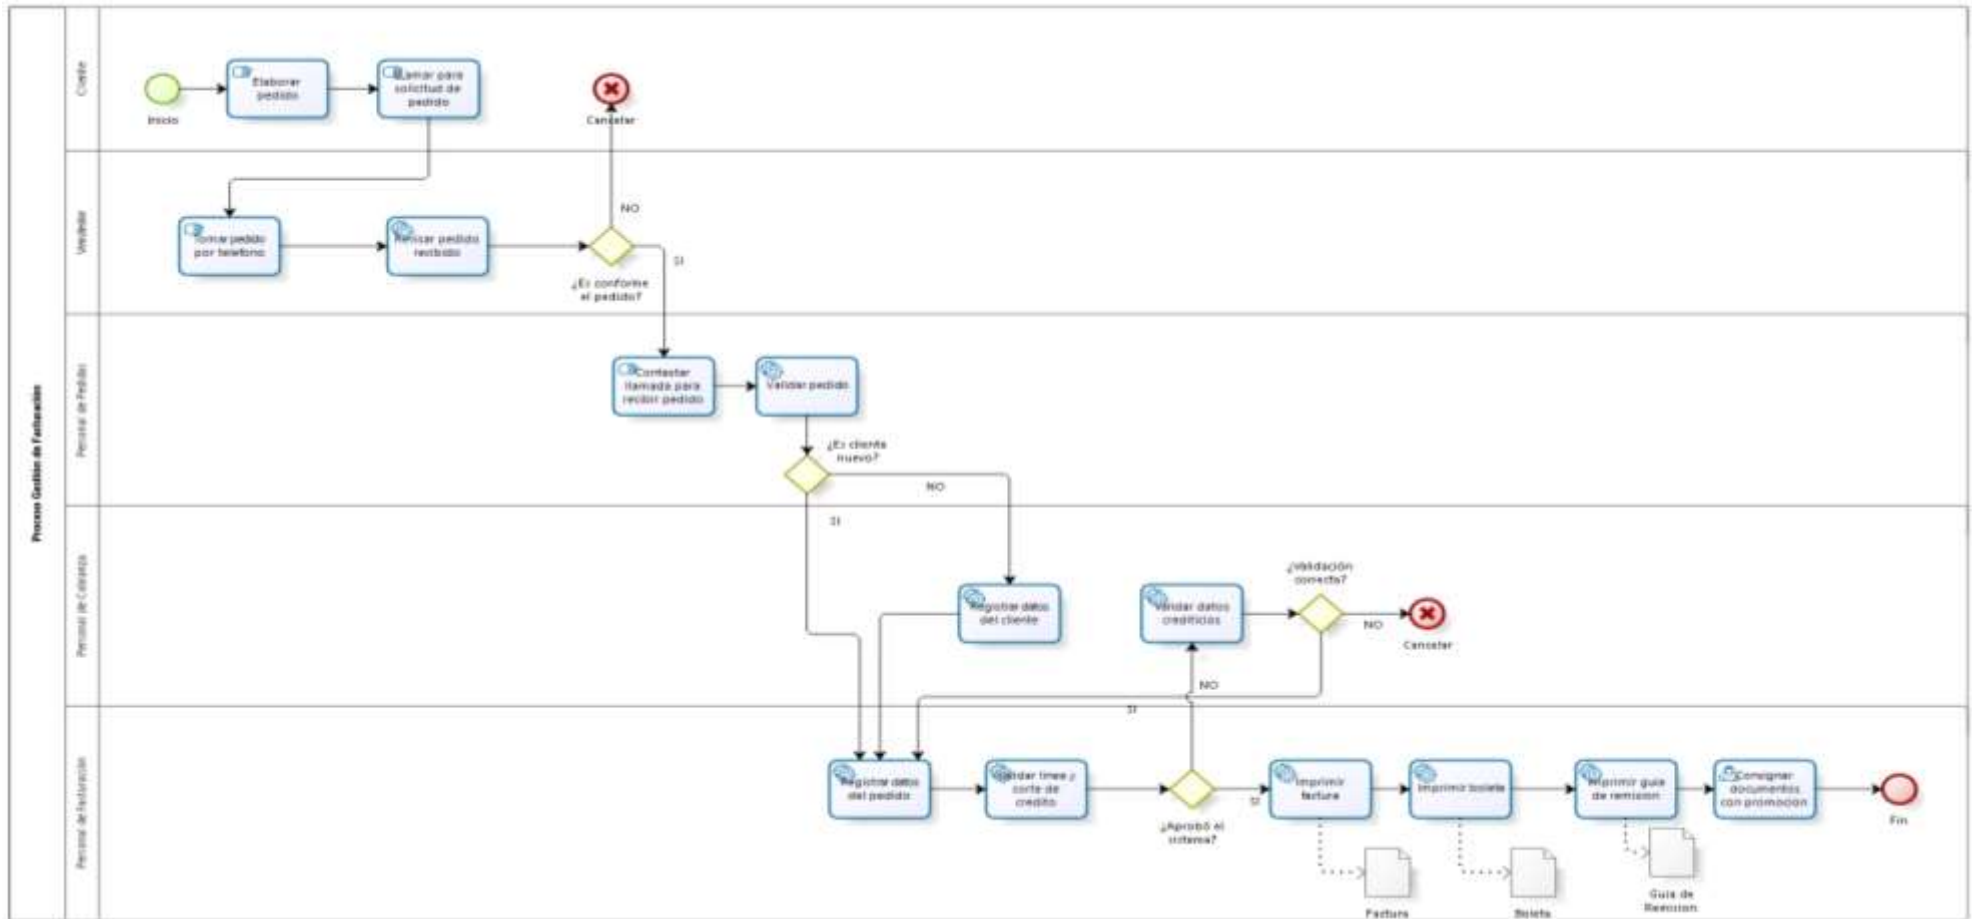 Proceso Gestión de Facturación
Cliente
Inicio
Elaborar
pedido
Llamar para
solicitud de
pedido
Cancelar
Vendedor
Tomar pedido
por telefono
Revisar pedido
recibido
NO
SI
¿Es conforme
el pedido?
Personal de Pedido
Contestar
llamada para
recibir pedido
Validar pedido
¿Es cliente
nuevo?
NO
SI
Personal de Cobranza
Registrar datos
del cliente
Validar datos
crediticios
¿Validación
correcta?
NO
Cancelar
NO
SI
Personal de Facturación
Registrar datos
del pedido
Validar linea y
corte de
credito
¿Aprobó el
sistema?
SI
Imprimir
factura
Imprimir boleta
Imprimir guia
de remision
Consignar
documentos
con promocion
Fin
Factura
Boleta
Guia de
Remision